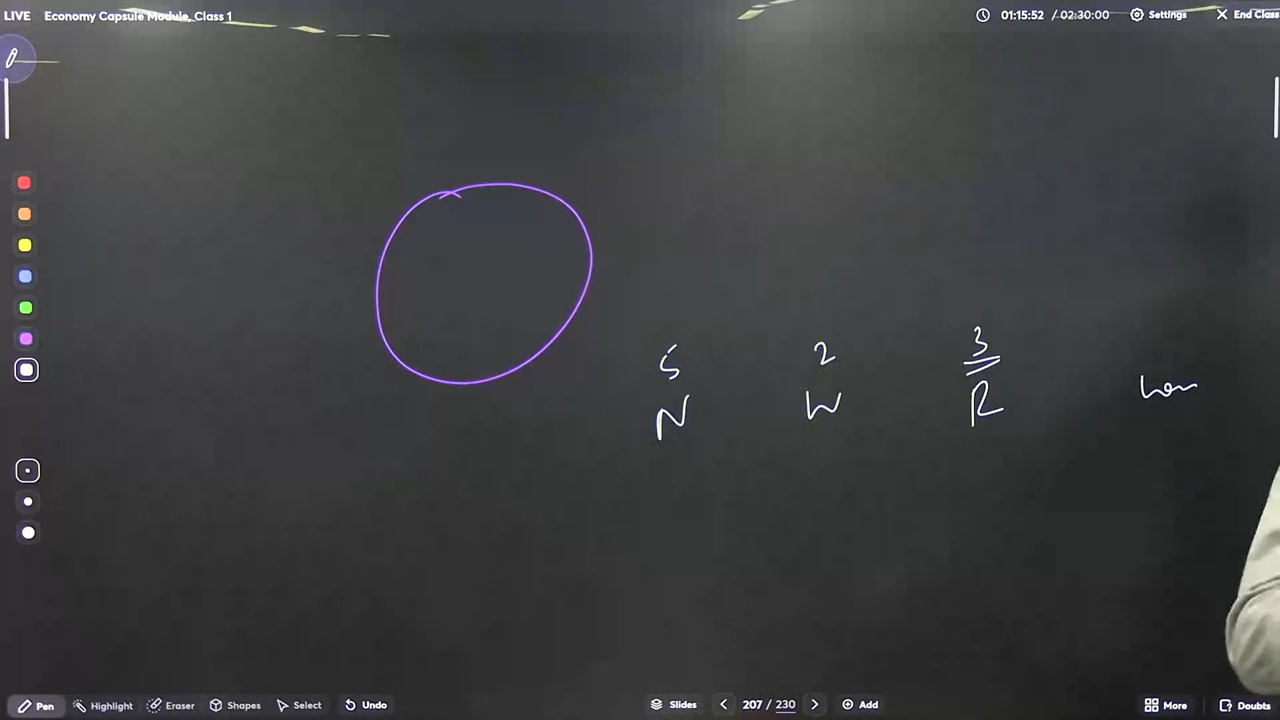 LIVE Economy Capsule Module, Class 1 01:15:52 / 02:30:00 Settings End Class
5 2 3
N W R
Pen Highlight Eraser Shapes Select Undo Slides 207 / 230 Add More Doubts